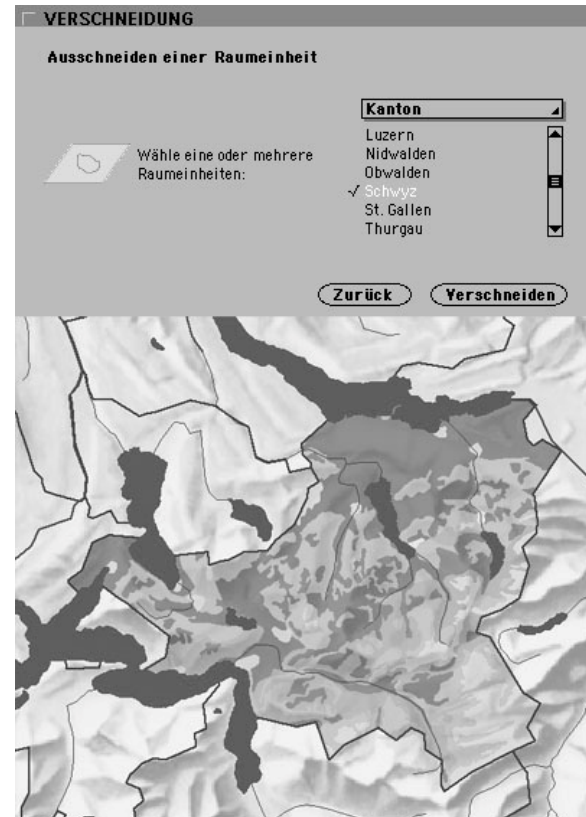 VERSCHNEIDUNG
Ausschneiden einer Raumeinheit
Kanton
Luzern
Wähle eine oder mehrere
Raumeinheiten:
Nidwalden
Obwalden
✓ Schwyz
St. Gallen
Thurgau
Zurück
Verschneiden